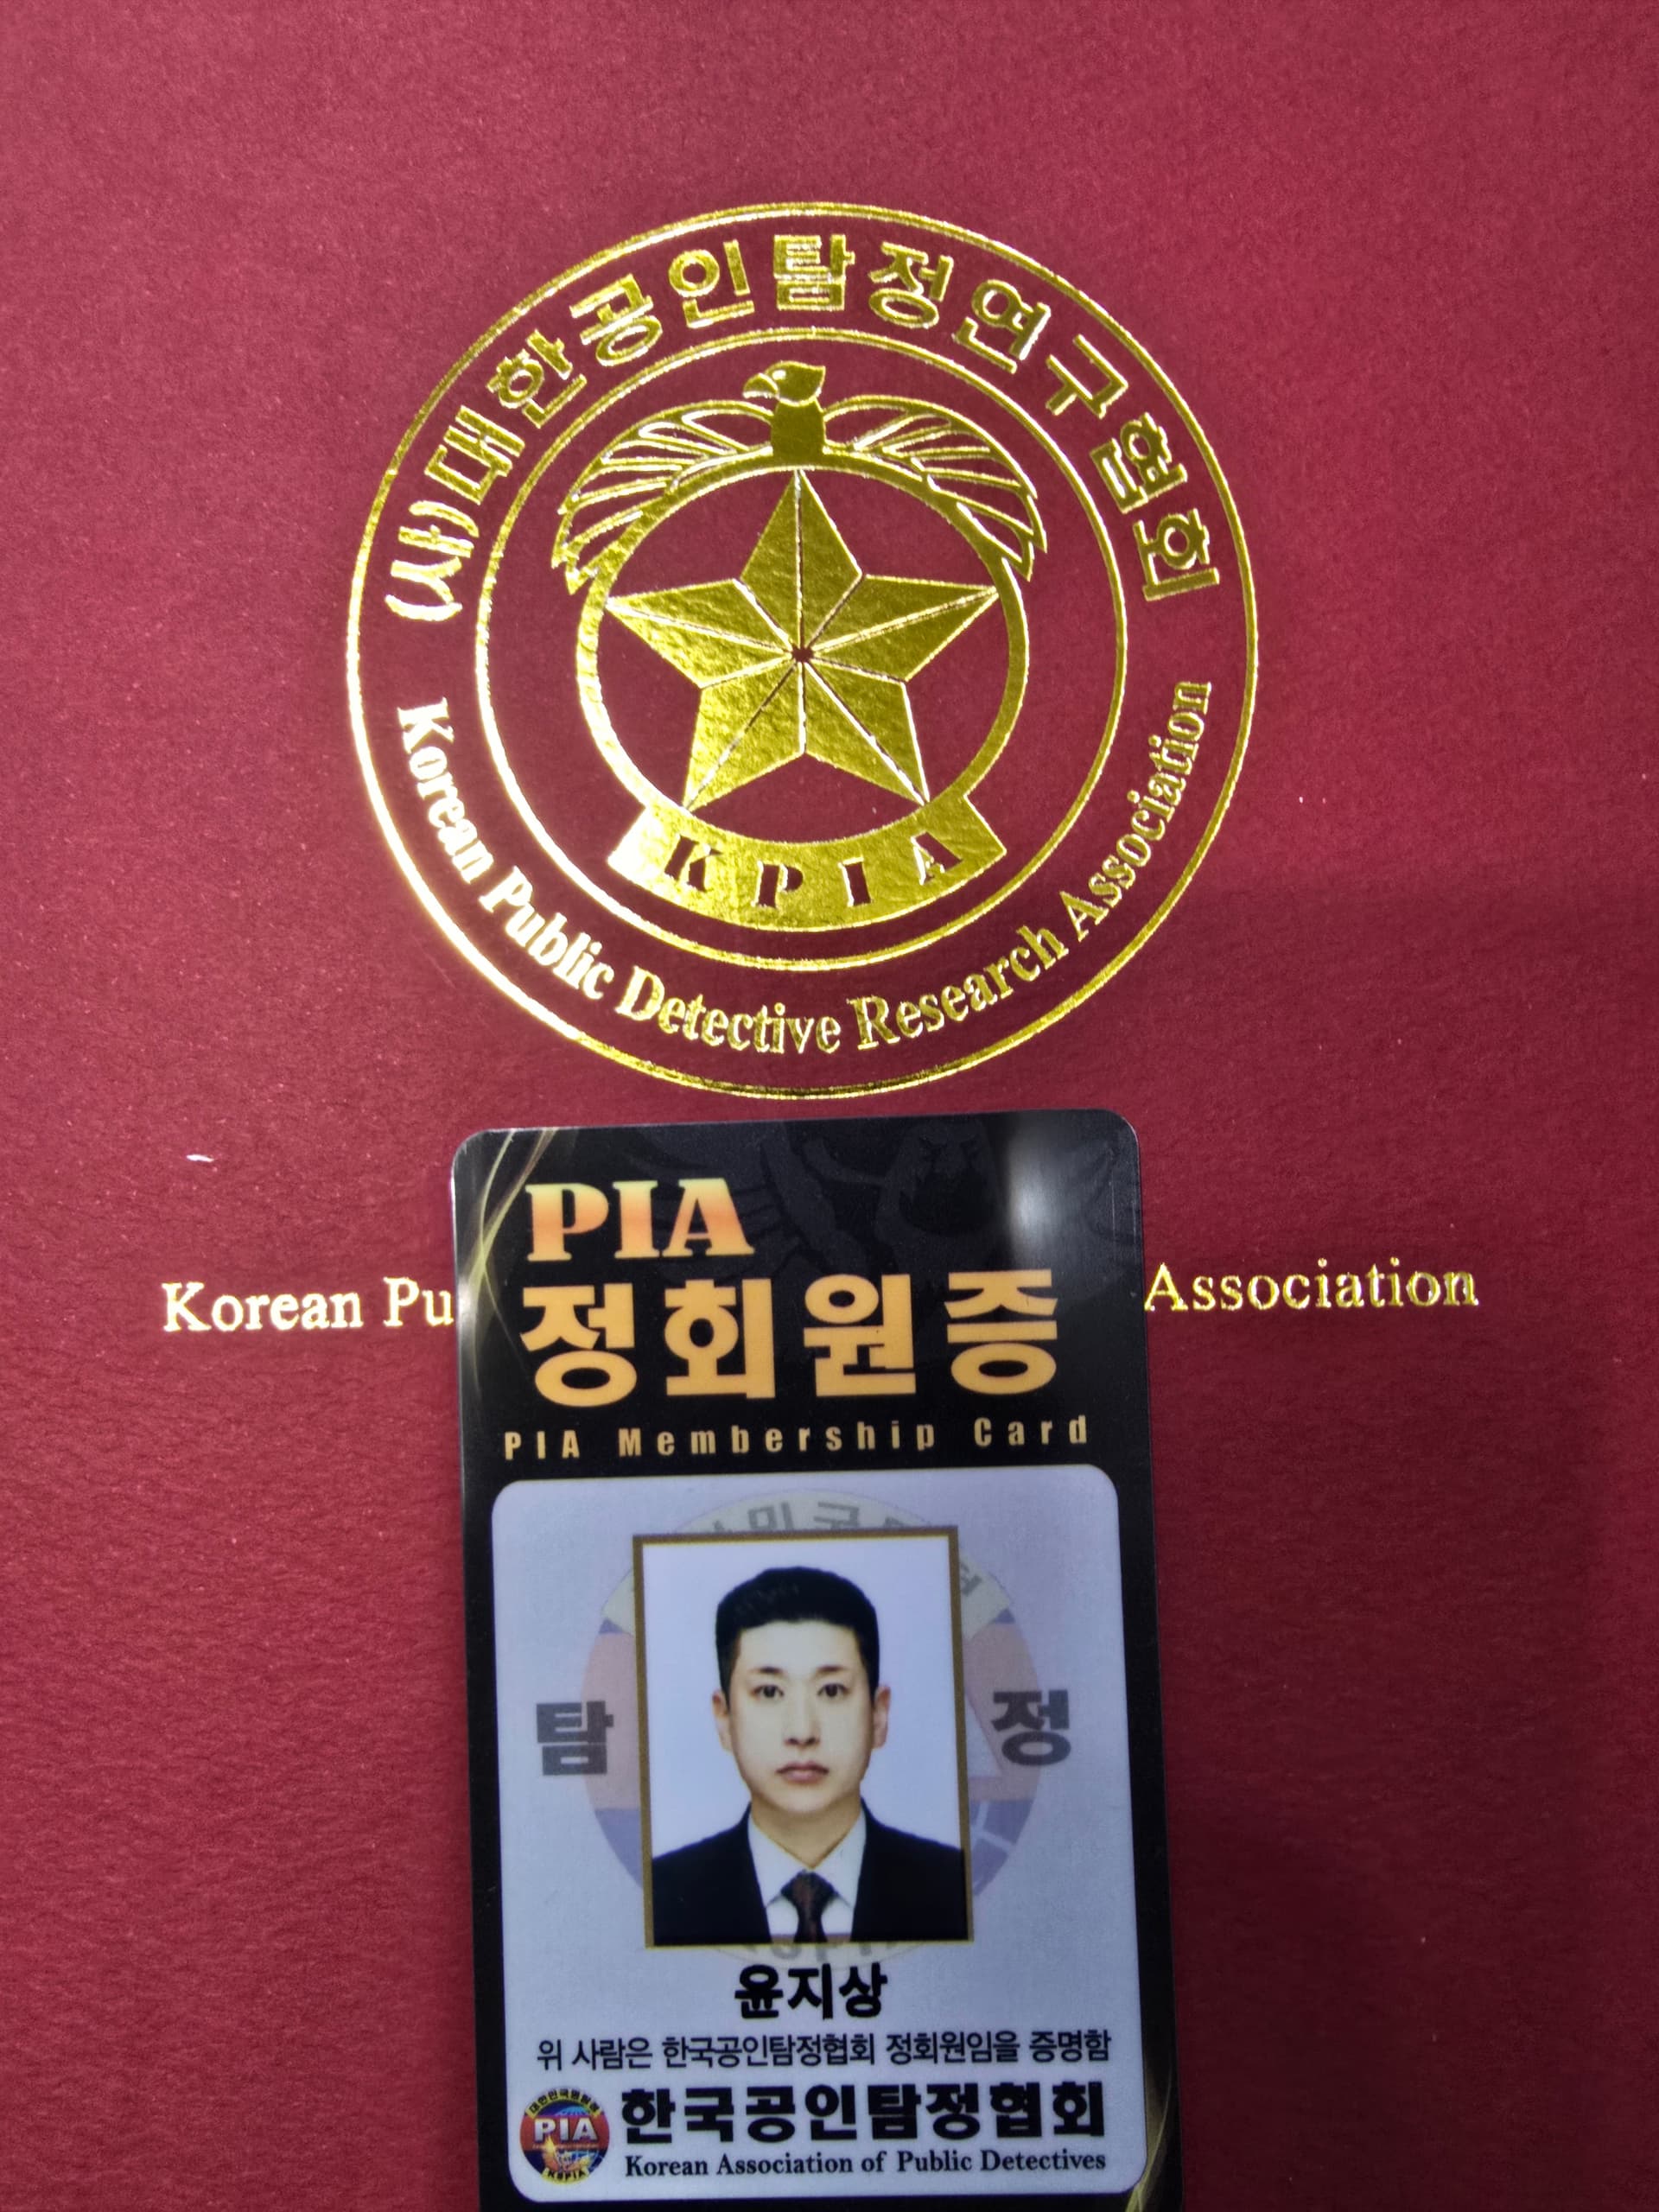 (사)대한공인탐정연구협회
KPIA
Korean Public Detective Research Association
Korean Pu Association
PIA
정회원증
PIA Membership Card
탐 정
윤지상
위 사람은 한국공인탐정협회 정회원임을 증명함
PIA
한국공인탐정협회
Korean Association of Public Detectives